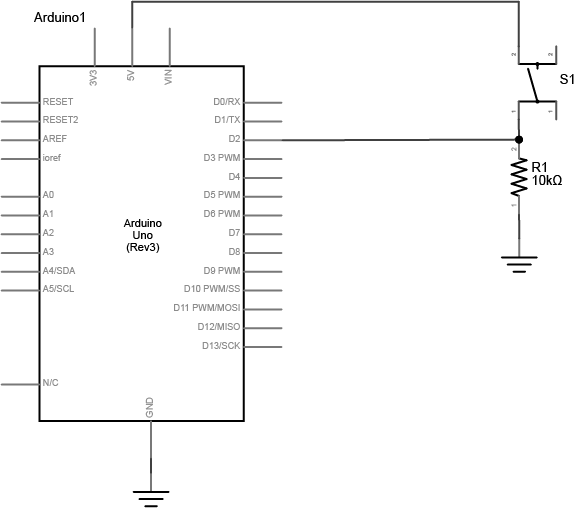 Arduino1
3V3
5V
VIN
2
2
S1
1
1
RESET
RESET2
AREF
ioref
A0
A1
A2
A3
A4/SDA
A5/SCL
N/C
Arduino
Uno
(Rev3)
D0/RX
D1/TX
D2
D3 PWM
D4
D5 PWM
D6 PWM
D7
D8
D9 PWM
D10 PWM/SS
D11 PWM/MOSI
D12/MISO
D13/SCK
GND
2
R1
10kΩ
1